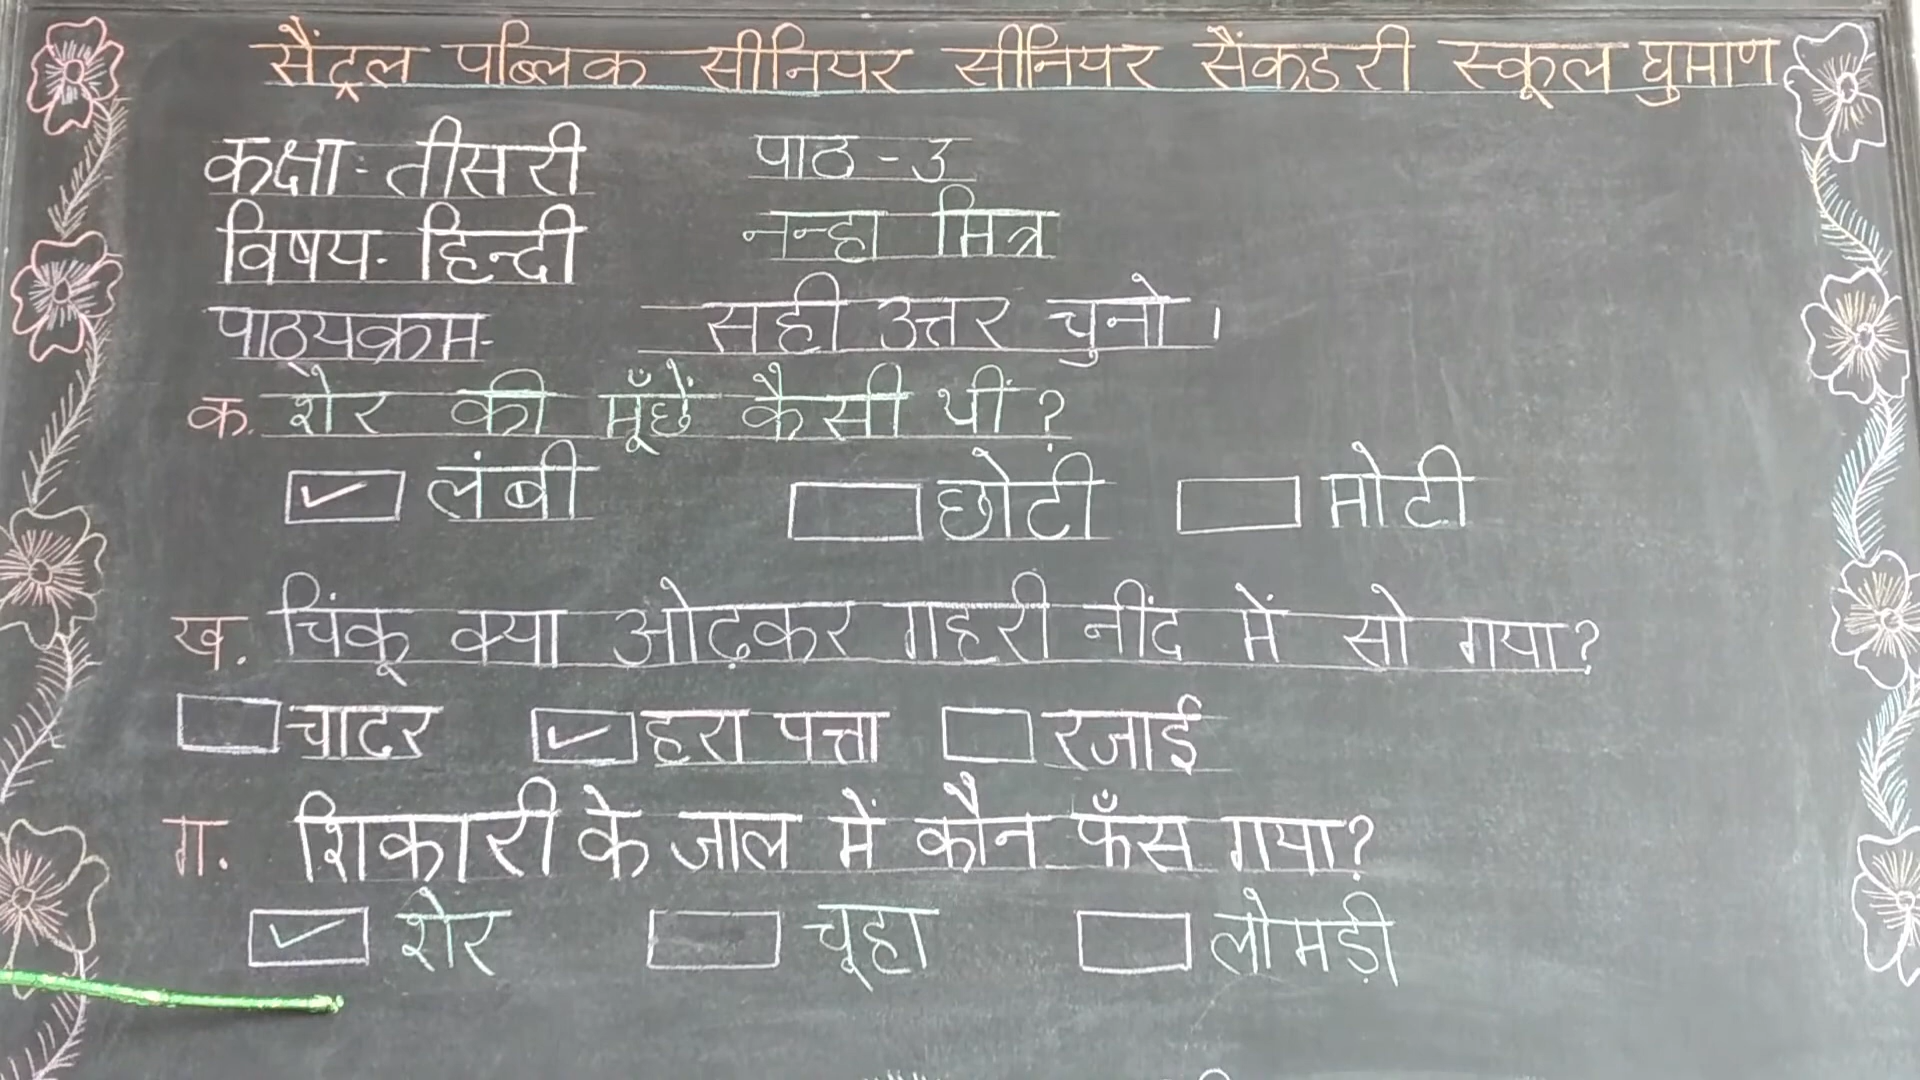 सैंट्रल पब्लिक सीनियर सीनियर सैंकडरी स्कूल घुमाण
कक्षा- तीसरी पाठ - 3
विषय- हिन्दी नन्हा मित्र
पाठ्यक्रम- सही उत्तर चुनो ।
क. शेर की मूँछें कैसी थीं ?
✓ लंबी छोटी मोटी
ख. चिंकू क्या ओढ़कर गहरी नींद में सो गया ?
चादर ✓ हरा पत्ता रजाई
ग. शिकारी के जाल में कौन फँस गया ?
✓ शेर चूहा लोमड़ी